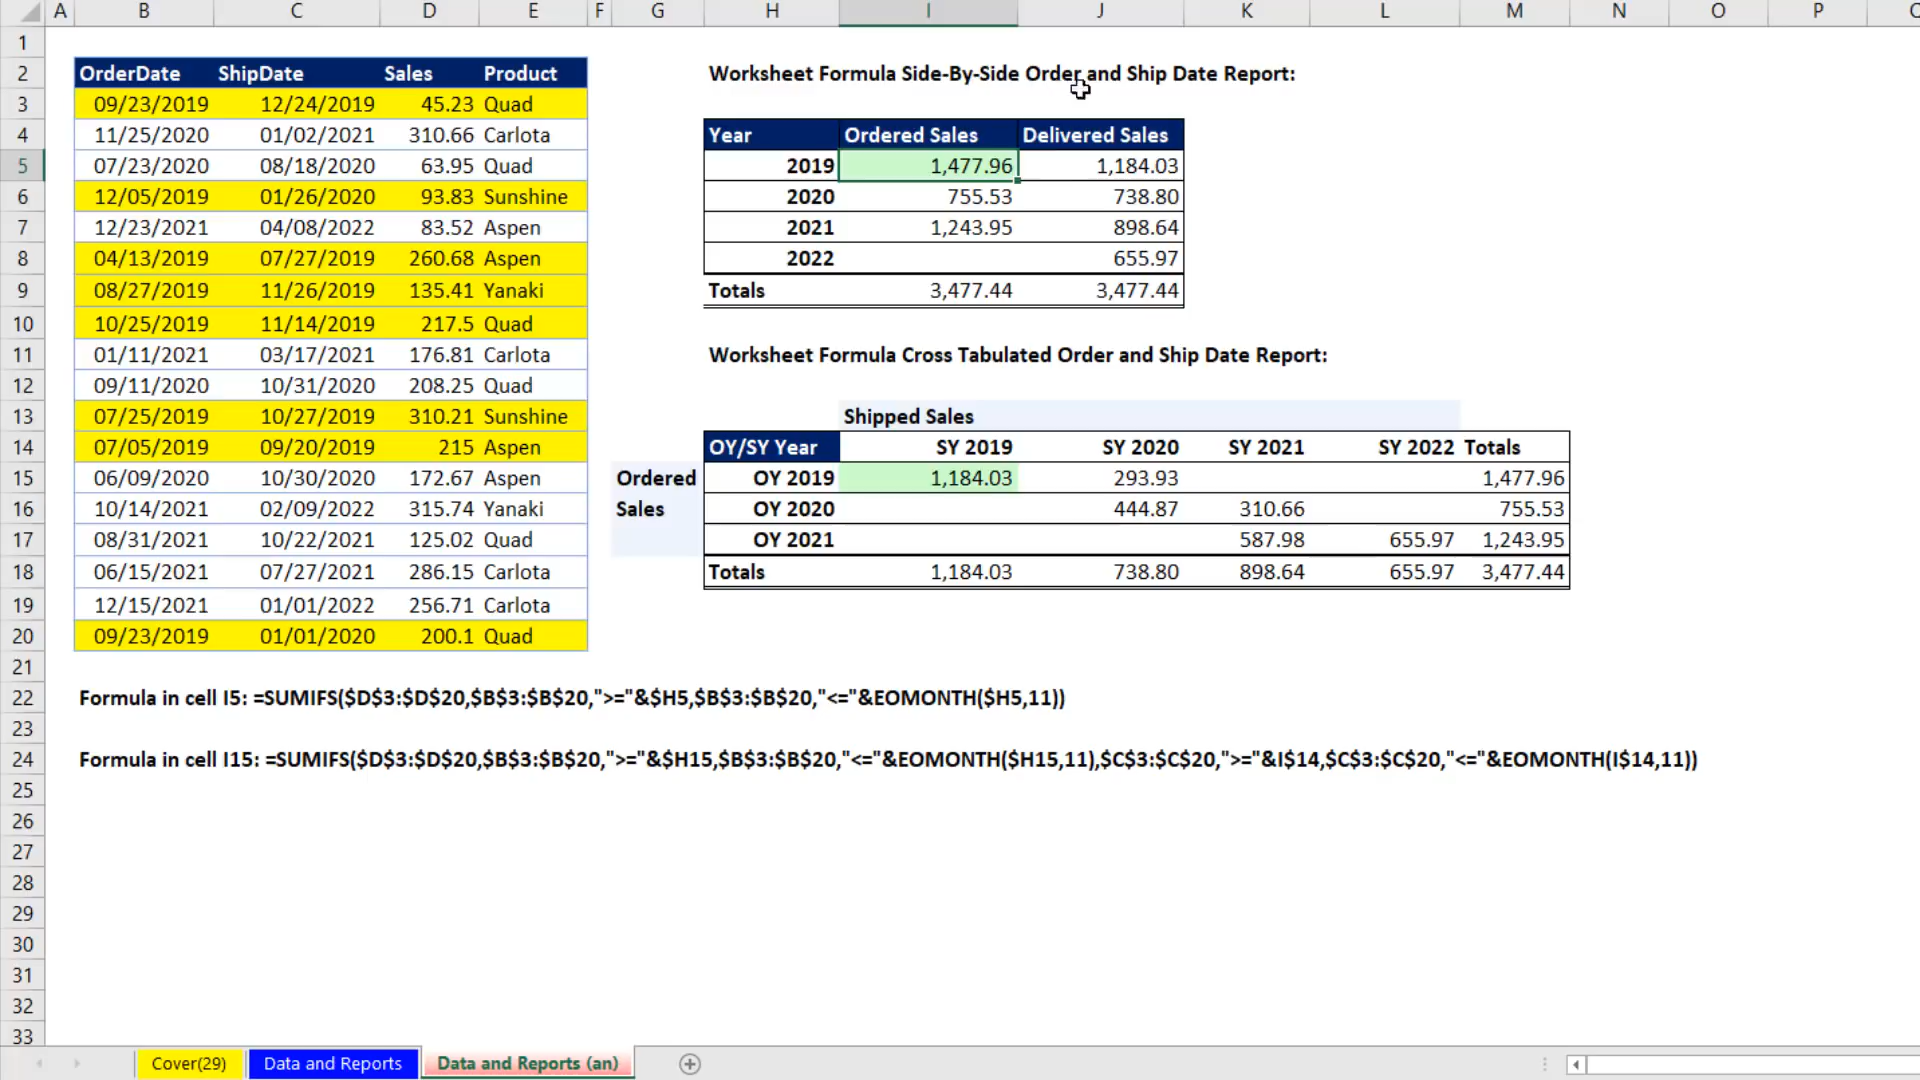 A B C D E F G H I J K L M N O P
1
2 OrderDate ShipDate Sales Product Worksheet Formula Side-By-Side Order and Ship Date Report:
3 09/23/2019 12/24/2019 45.23 Quad
4 11/25/2020 01/02/2021 310.66 Carlota Year Ordered Sales Delivered Sales
5 07/23/2020 08/18/2020 63.95 Quad 2019 1,477.96 1,184.03
6 12/05/2019 01/26/2020 93.83 Sunshine 2020 755.53 738.80
7 12/23/2021 04/08/2022 83.52 Aspen 2021 1,243.95 898.64
8 04/13/2019 07/27/2019 260.68 Aspen 2022 655.97
9 08/27/2019 11/26/2019 135.41 Yanaki Totals 3,477.44 3,477.44
10 10/25/2019 11/14/2019 217.5 Quad
11 01/11/2021 03/17/2021 176.81 Carlota Worksheet Formula Cross Tabulated Order and Ship Date Report:
12 09/11/2020 10/31/2020 208.25 Quad
13 07/25/2019 10/27/2019 310.21 Sunshine Shipped Sales
14 07/05/2019 09/20/2019 215 Aspen OY/SY Year SY 2019 SY 2020 SY 2021 SY 2022 Totals
15 06/09/2020 10/30/2020 172.67 Aspen Ordered OY 2019 1,184.03 293.93 1,477.96
16 10/14/2021 02/09/2022 315.74 Yanaki Sales OY 2020 444.87 310.66 755.53
17 08/31/2021 10/22/2021 125.02 Quad OY 2021 587.98 655.97 1,243.95
18 06/15/2021 07/27/2021 286.15 Carlota Totals 1,184.03 738.80 898.64 655.97 3,477.44
19 12/15/2021 01/01/2022 256.71 Carlota
20 09/23/2019 01/01/2020 200.1 Quad
21
22 Formula in cell I5: =SUMIFS($D$3:$D$20,$B$3:$B$20,">="&$H5,$B$3:$B$20,"<="&EOMONTH($H5,11))
23
24 Formula in cell I15: =SUMIFS($D$3:$D$20,$B$3:$B$20,">="&$H15,$B$3:$B$20,"<="&EOMONTH($H15,11),$C$3:$C$20,">="&I$14,$C$3:$C$20,"<="&EOMONTH(I$14,11))
25
26
27
28
29
30
31
32
33
Cover(29) Data and Reports Data and Reports (an)